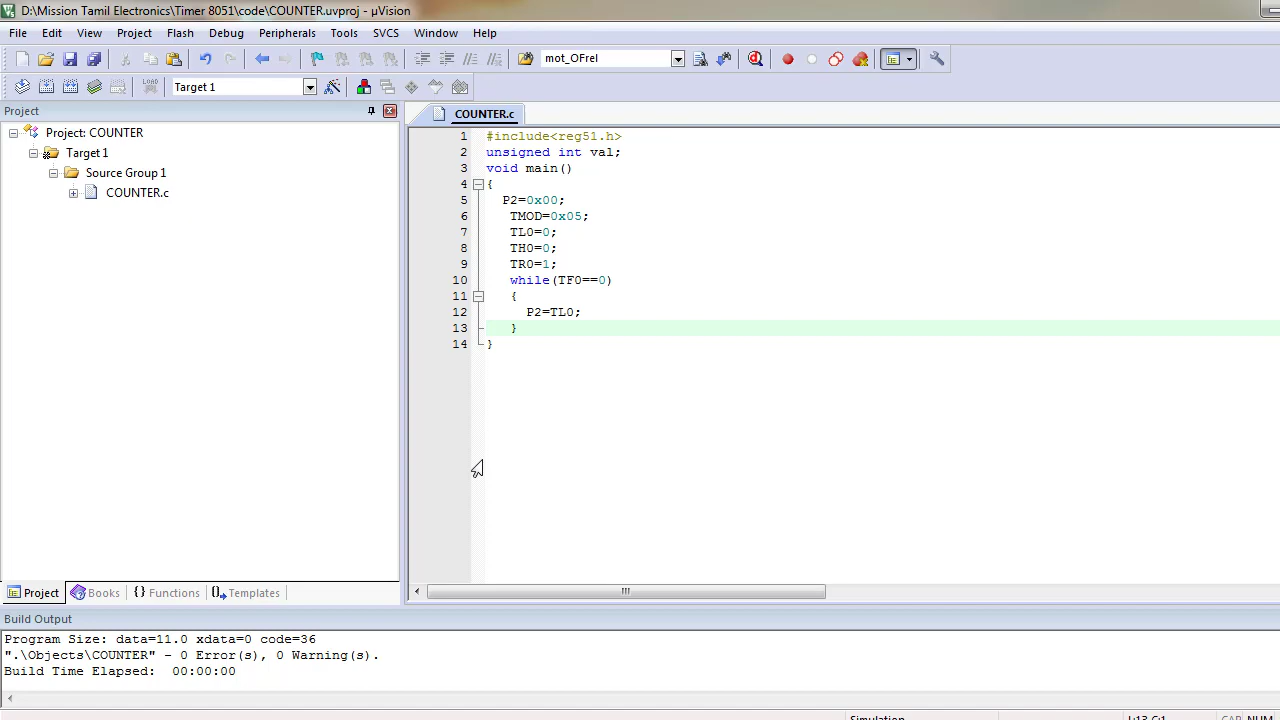 D:\Mission Tamil Electronics\Timer 8051\code\COUNTER.uvproj - µVision
File Edit View Project Flash Debug Peripherals Tools SVCS Window Help
mot_OFrel
LOAD Target 1
Project
COUNTER.c
Project: COUNTER
Target 1
Source Group 1
COUNTER.c
1 #include<reg51.h>
2 unsigned int val;
3 void main()
4 {
5 P2=0x00;
6 TMOD=0x05;
7 TL0=0;
8 TH0=0;
9 TR0=1;
10 while(TF0==0)
11 {
12 P2=TL0;
13 }
14 }
Project Books {} Functions Templates
Build Output
Program Size: data=11.0 xdata=0 code=36
".\Objects\COUNTER" - 0 Error(s), 0 Warning(s).
Build Time Elapsed: 00:00:00
Simulation L:13 C:1 CAP NUM